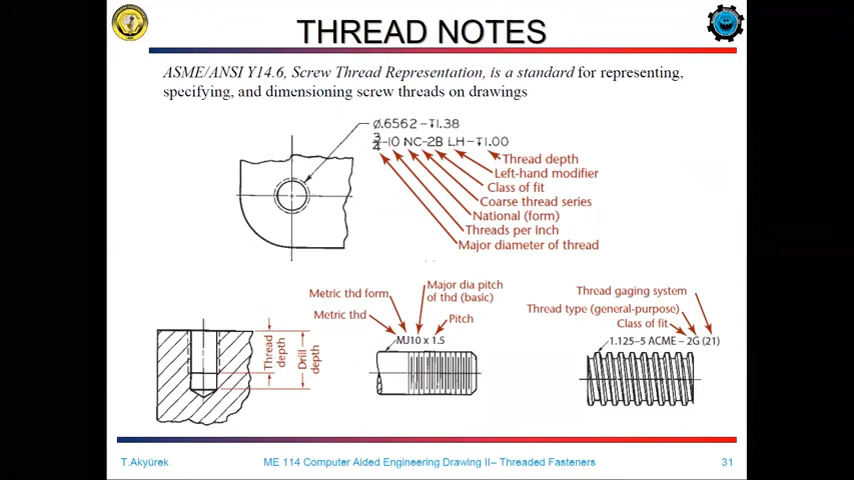 THREAD NOTES
ASME/ANSI Y14.6, Screw Thread Representation, is a standard for representing,
specifying, and dimensioning screw threads on drawings
Ø.6562-↧1.38
3/4-10 NC-2B LH-↧1.00
Thread depth
Left-hand modifier
Class of fit
Coarse thread series
National (form)
Threads per inch
Major diameter of thread
Thread depth
Drill depth
Metric thd form
Metric thd
Major dia pitch
of thd (basic)
Pitch
MJ10 x 1.5
Thread gaging system
Thread type (general-purpose)
Class of fit
1.125-5 ACME - 2G (21)
T.Akyürek
ME 114 Computer Aided Engineering Drawing II– Threaded Fasteners
31